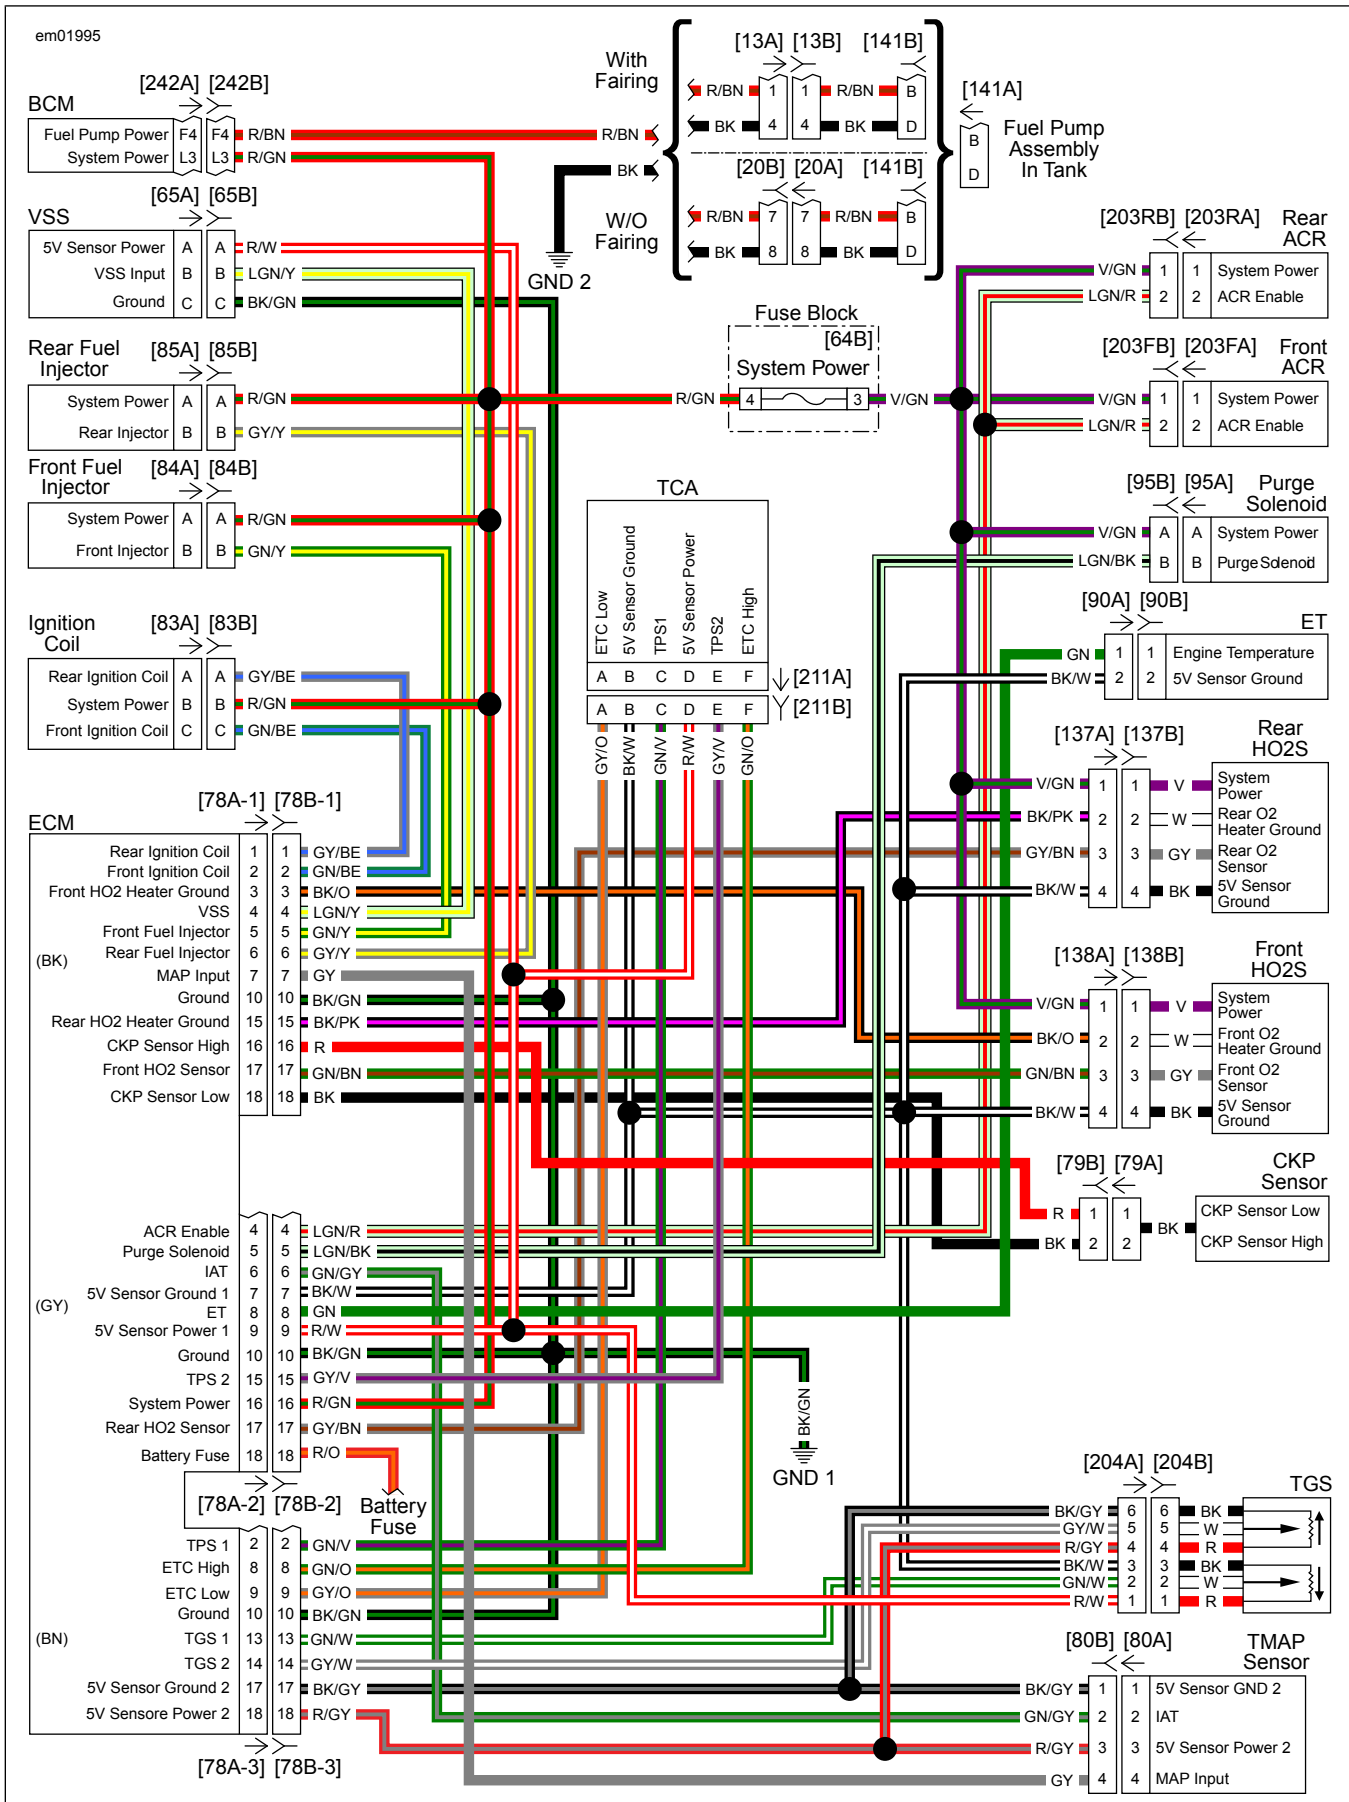 em01995
[242A] [242B]
BCM
Fuel Pump Power F4 F4 R/BN
System Power L3 L3 R/GN
[65A] [65B]
VSS
5V Sensor Power A A R/W
VSS Input B B LGN/Y
Ground C C BK/GN
Rear Fuel
Injector
[85A] [85B]
System Power A A R/GN
Rear Injector B B GY/Y
Front Fuel
Injector
[84A] [84B]
System Power A A R/GN
Front Injector B B GN/Y
Ignition
Coil
[83A] [83B]
Rear Ignition Coil A A GY/BE
System Power B B R/GN
Front Ignition Coil C C GN/BE
[78A-1] [78B-1]
ECM
(BK)
Rear Ignition Coil 1 1 GY/BE
Front Ignition Coil 2 2 GN/BE
Front HO2 Heater Ground 3 3 BK/O
VSS 4 4 LGN/Y
Front Fuel Injector 5 5 GN/Y
Rear Fuel Injector 6 6 GY/Y
MAP Input 7 7 GY
Ground 10 10 BK/GN
Rear HO2 Heater Ground 15 15 BK/PK
CKP Sensor High 16 16 R
Front HO2 Sensor 17 17 GN/BN
CKP Sensor Low 18 18 BK
(GY)
ACR Enable 4 4 LGN/R
Purge Solenoid 5 5 LGN/BK
IAT 6 6 GN/GY
5V Sensor Ground 1 7 7 BK/W
ET 8 8 GN
5V Sensor Power 1 9 9 R/W
Ground 10 10 BK/GN
TPS 2 15 15 GY/V
System Power 16 16 R/GN
Rear HO2 Sensor 17 17 GY/BN
Battery Fuse 18 18 R/O
[78A-2] [78B-2]
Battery
Fuse
(BN)
TPS 1 2 2 GN/V
ETC High 8 8 GN/O
ETC Low 9 9 GY/O
Ground 10 10 BK/GN
TGS 1 13 13 GN/W
TGS 2 14 14 GY/W
5V Sensor Ground 2 17 17 BK/GY
5V Sensore Power 2 18 18 R/GY
[78A-3] [78B-3]
R/BN
BK
GND 2
With
Fairing
[13A] [13B] [141B]
R/BN 1 1 R/BN B
BK 4 4 BK D
W/O
Fairing
[20B] [20A] [141B]
R/BN 7 7 R/BN B
BK 8 8 BK D
[141A]
B
D
Fuel Pump
Assembly
In Tank
Fuse Block
[64B]
System Power
R/GN 4 3 V/GN
TCA
ETC Low
5V Sensor Ground
TPS1
5V Sensor Power
TPS2
ETC High
A B C D E F [211A]
A B C D E F [211B]
GY/O
BK/W
GN/V
R/W
GY/V
GN/O
BK/GN
GND 1
[203RB] [203RA]
Rear
ACR
V/GN 1 1 System Power
LGN/R 2 2 ACR Enable
[203FB] [203FA]
Front
ACR
V/GN 1 1 System Power
LGN/R 2 2 ACR Enable
[95B] [95A]
Purge
Solenoid
V/GN A A System Power
LGN/BK B B Purge Solenoid
[90A] [90B]
ET
GN 1 1 Engine Temperature
BK/W 2 2 5V Sensor Ground
[137A] [137B]
Rear
HO2S
V/GN 1 1 V System
Power
BK/PK 2 2 W Rear O2
Heater Ground
GY/BN 3 3 GY Rear O2
Sensor
BK/W 4 4 BK 5V Sensor
Ground
[138A] [138B]
Front
HO2S
V/GN 1 1 V System
Power
BK/O 2 2 W Front O2
Heater Ground
GN/BN 3 3 GY Front O2
Sensor
BK/W 4 4 BK 5V Sensor
Ground
[79B] [79A]
CKP
Sensor
R 1 1 BK CKP Sensor Low
BK 2 2 CKP Sensor High
[204A] [204B]
TGS
BK/GY 6 6 BK
GY/W 5 5 W
R/GY 4 4 R
BK/W 3 3 BK
GN/W 2 2 W
R/W 1 1 R
[80B] [80A]
TMAP
Sensor
BK/GY 1 1 5V Sensor GND 2
GN/GY 2 2 IAT
R/GY 3 3 5V Sensor Power 2
GY 4 4 MAP Input